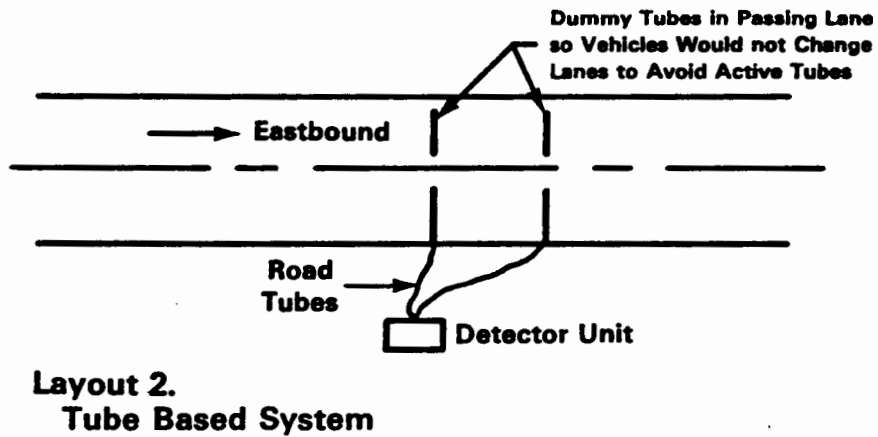 Dummy Tubes in Passing Lane
so Vehicles Would not Change
Lanes to Avoid Active Tubes
Eastbound
Road
Tubes
Detector Unit
Layout 2.
Tube Based System